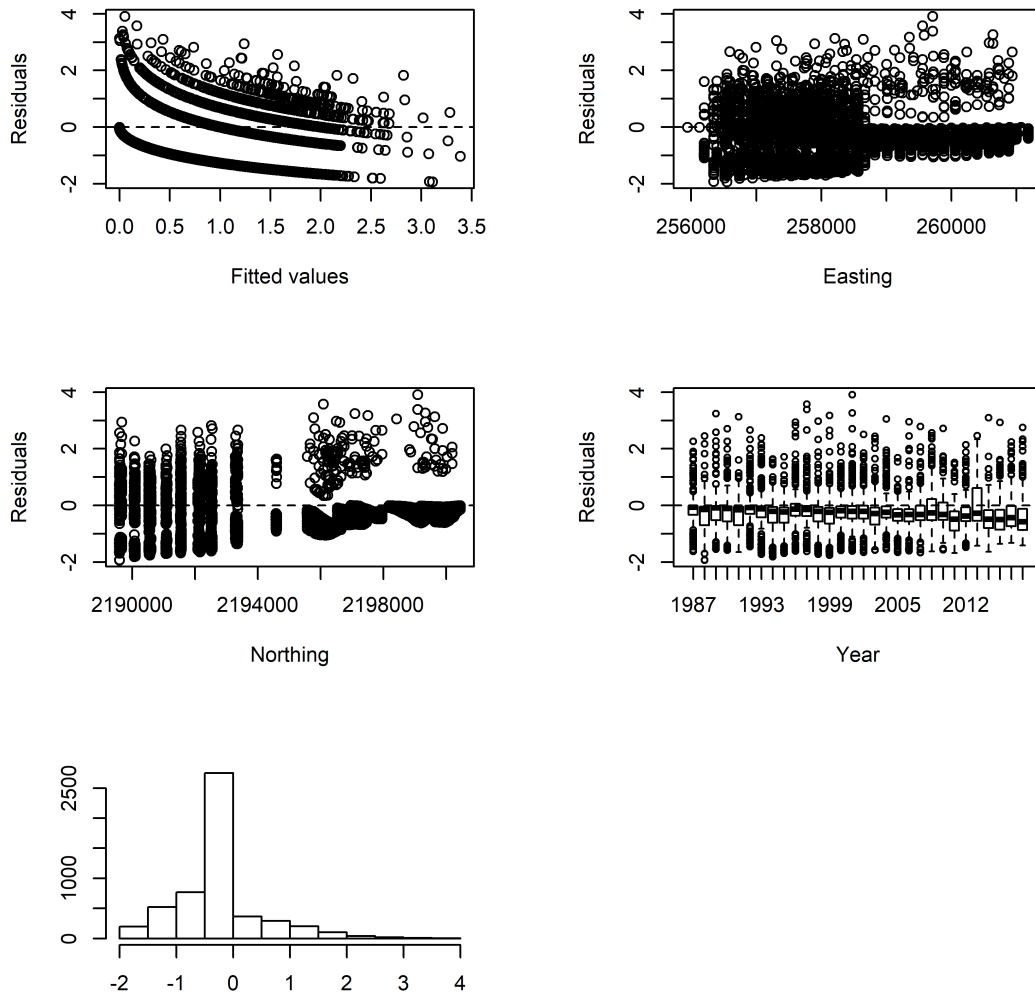 Residuals
4
2
0
-2
0.0 0.5 1.0 1.5 2.0 2.5 3.0 3.5
Fitted values
Residuals
4
2
0
-2
256000 258000 260000
Easting
Residuals
4
2
0
-2
2190000 2194000 2198000
Northing
Residuals
4
2
0
-2
1987 1993 1999 2005 2012
Year
2500
1000
0
-2 -1 0 1 2 3 4